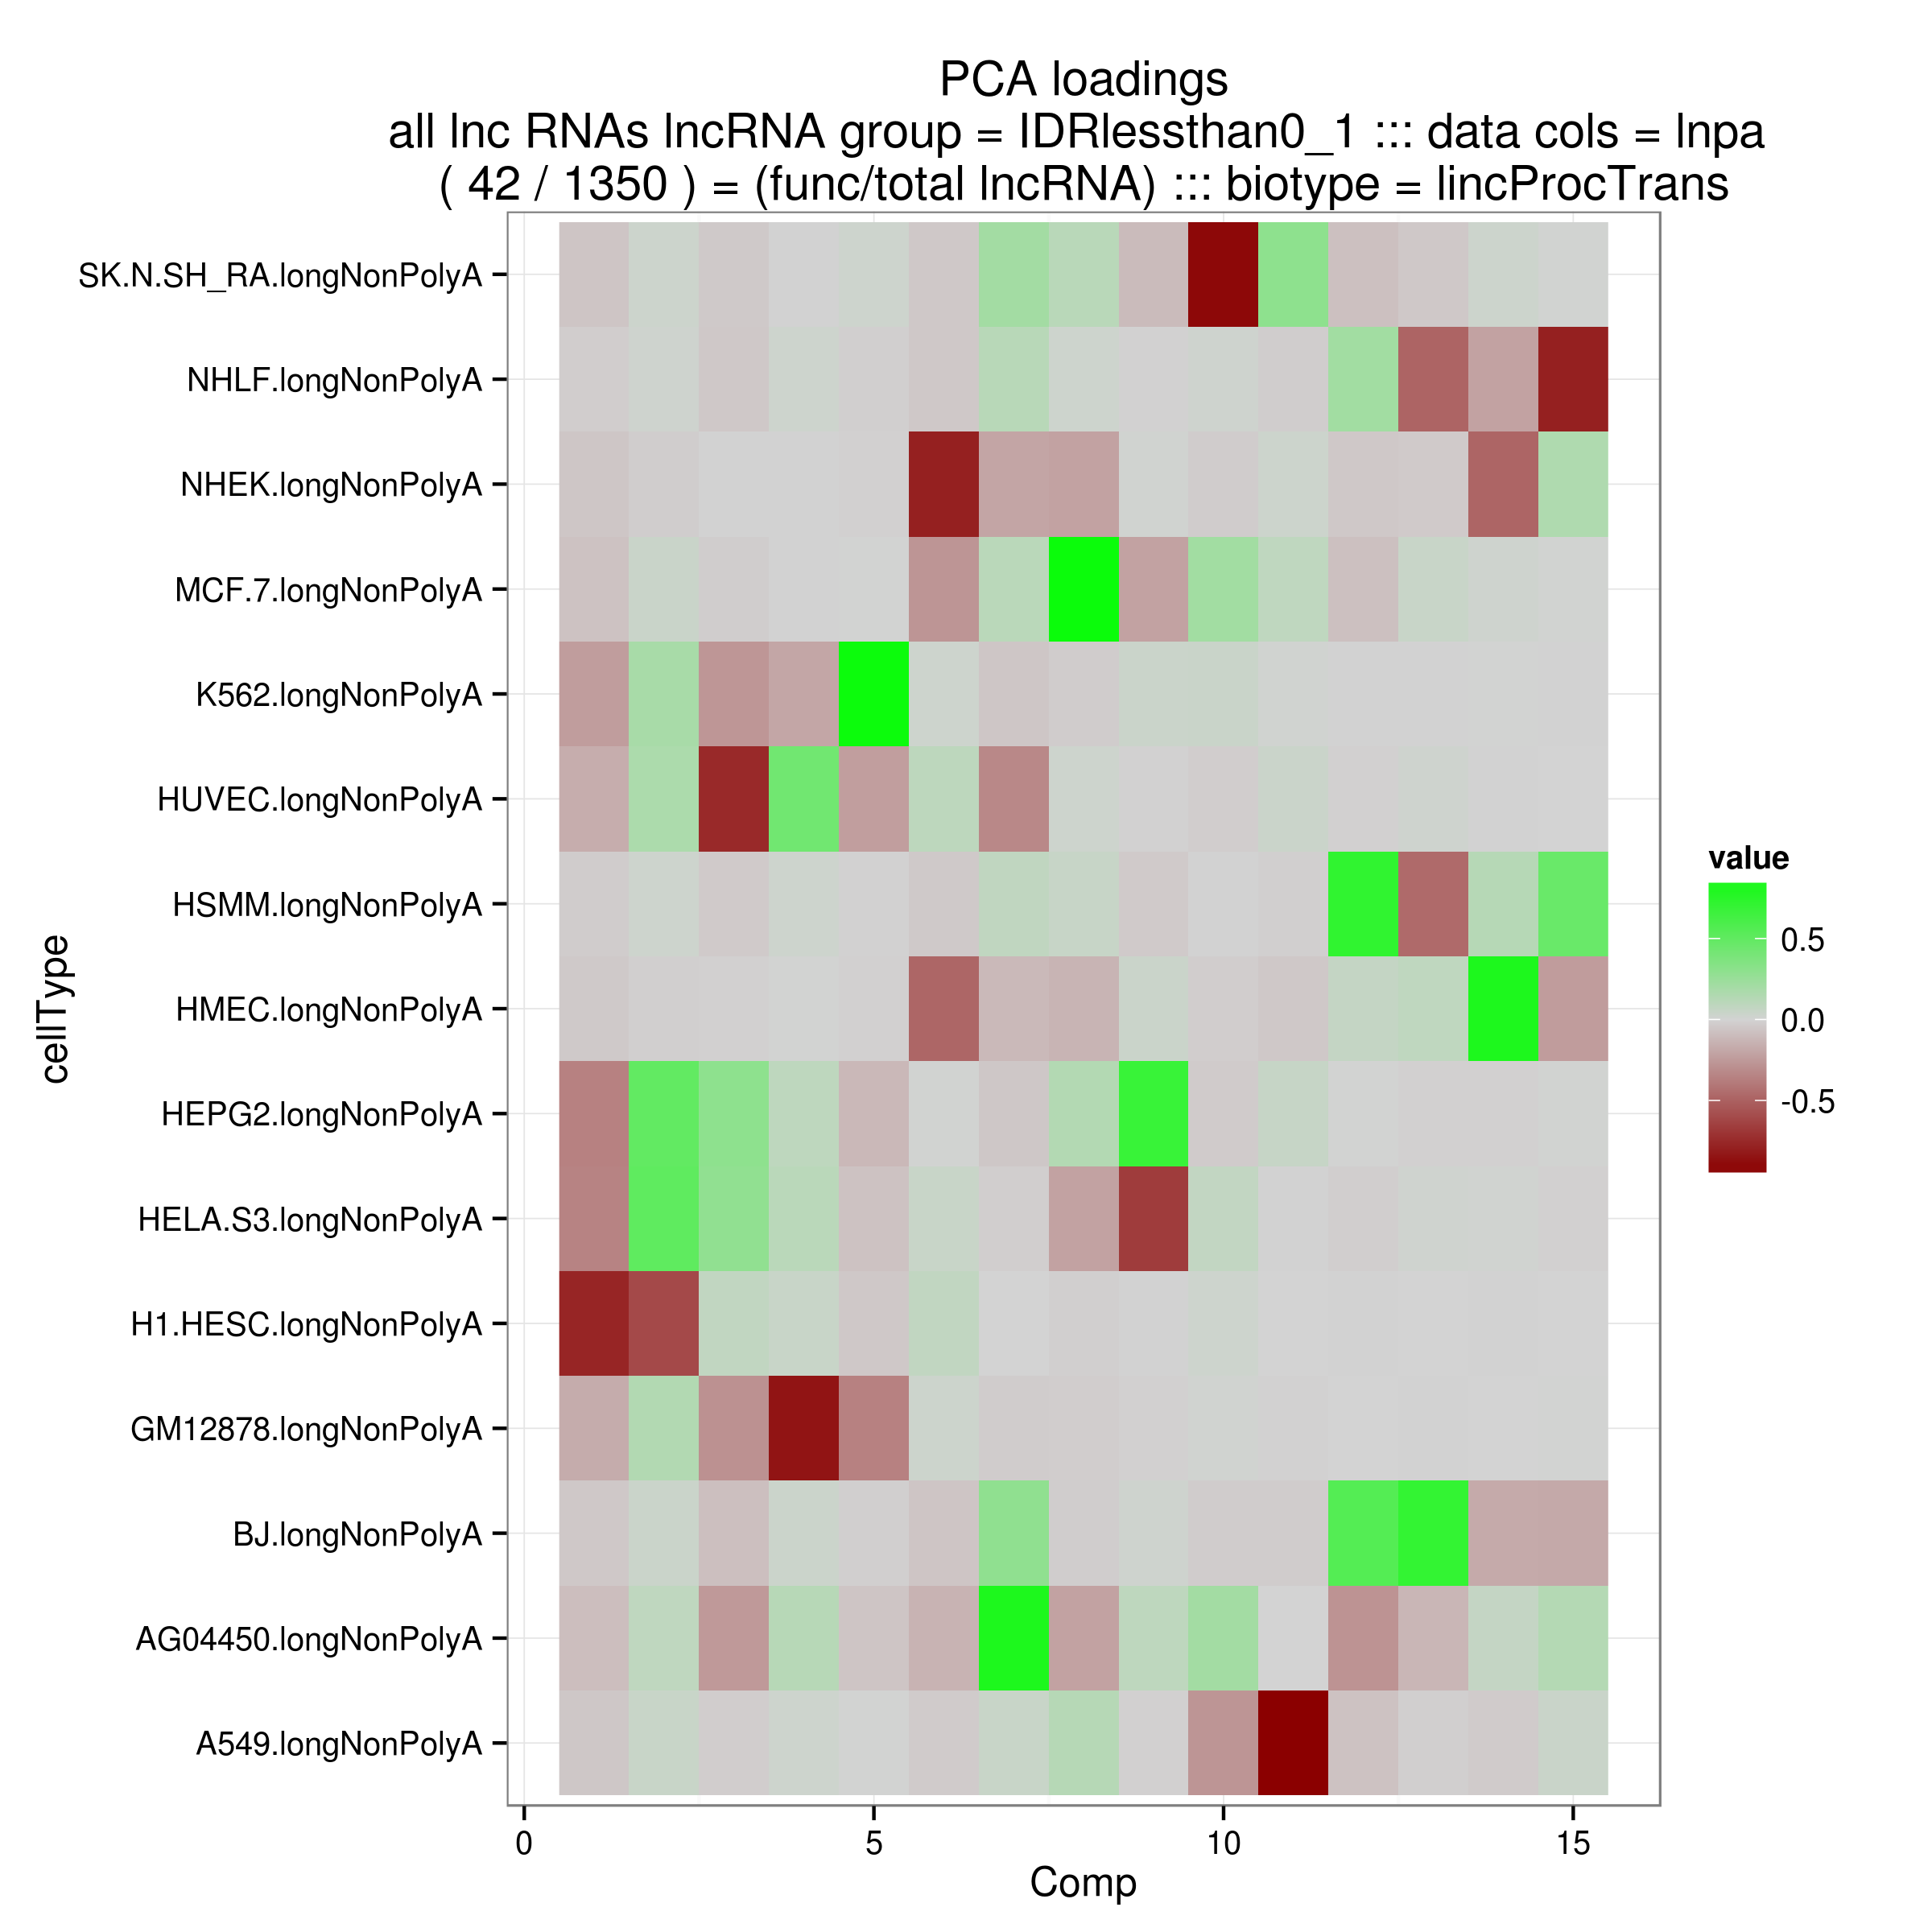 PCA loadings
all lnc RNAs lncRNA group = IDRlessthan0_1 ::: data cols = lnpa
( 42 / 1350 ) = (func/total lncRNA) ::: biotype = lincProcTrans
SK.N.SH_RA.longNonPolyA
NHLF.longNonPolyA
NHEK.longNonPolyA
MCF.7.longNonPolyA
K562.longNonPolyA
HUVEC.longNonPolyA
HSMM.longNonPolyA
HMEC.longNonPolyA
HEPG2.longNonPolyA
HELA.S3.longNonPolyA
H1.HESC.longNonPolyA
GM12878.longNonPolyA
BJ.longNonPolyA
AG04450.longNonPolyA
A549.longNonPolyA
cellType
0 5 10 15
Comp
value
0.5
0.0
-0.5